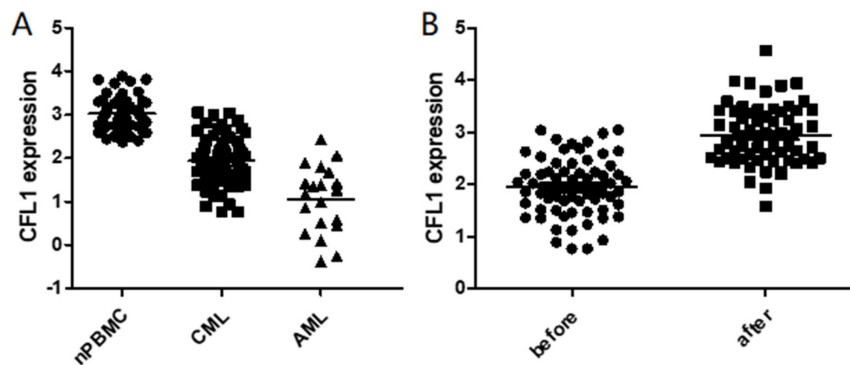 A
CFL1 expression
5
4
3
2
1
0
-1
nPBMC
CML
AML
B
CFL1 expression
5
4
3
2
1
0
before
after